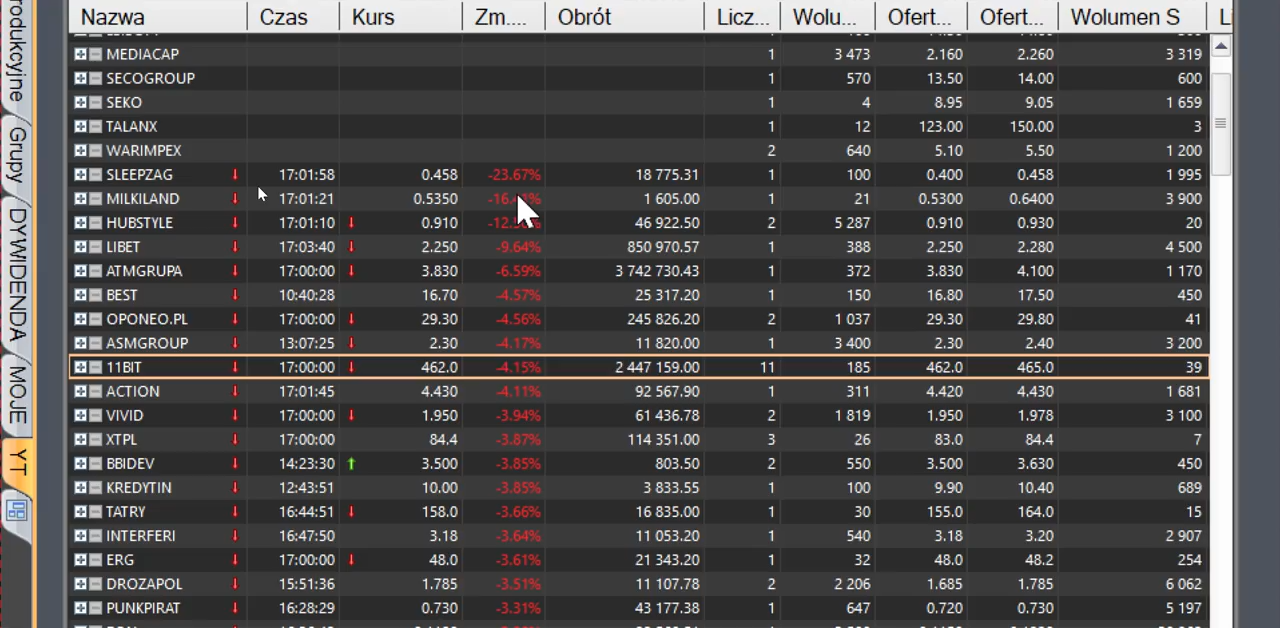 Nazwa Czas Kurs Zm.... Obrót Licz... Wolu... Ofert... Ofert... Wolumen S Li
MEDIACAP 1 3 473 2.160 2.260 3 319
SECOGROUP 1 570 13.50 14.00 600
SEKO 1 4 8.95 9.05 1 659
TALANX 1 12 123.00 150.00 3
WARIMPEX 2 640 5.10 5.50 1 200
SLEEPZAG 17:01:58 0.458 -23.67% 18 775.31 1 100 0.400 0.458 1 995
MILKILAND 17:01:21 0.5350 1 605.00 1 21 0.5300 0.6400 3 900
HUBSTYLE 17:01:10 0.910 46 922.50 2 5 287 0.910 0.930 20
LIBET 17:03:40 2.250 -9.64% 850 970.57 1 388 2.250 2.280 4 500
ATMGRUPA 17:00:00 3.830 -6.59% 3 742 730.43 1 372 3.830 4.100 1 170
BEST 10:40:28 16.70 -4.57% 25 317.20 1 150 16.80 17.50 450
OPONEO.PL 17:00:00 29.30 -4.56% 245 826.20 2 1 037 29.30 29.80 41
ASMGROUP 13:07:25 2.30 -4.17% 11 820.00 1 3 400 2.30 2.40 3 200
11BIT 17:00:00 462.0 -4.15% 2 447 159.00 11 185 462.0 465.0 39
ACTION 17:01:45 4.430 -4.11% 92 567.90 1 311 4.420 4.430 1 681
VIVID 17:00:00 1.950 -3.94% 61 436.78 2 1 819 1.950 1.978 3 100
XTPL 17:00:00 84.4 -3.87% 114 351.00 3 26 83.0 84.4 7
BBIDEV 14:23:30 3.500 -3.85% 803.50 2 550 3.500 3.630 450
KREDYTIN 12:43:51 10.00 -3.85% 3 833.55 1 100 9.90 10.40 689
TATRY 16:44:51 158.0 -3.66% 16 835.00 1 30 155.0 164.0 15
INTERFERI 16:47:50 3.18 -3.64% 11 053.20 1 540 3.18 3.20 2 907
ERG 17:00:00 48.0 -3.61% 21 343.20 1 32 48.0 48.2 254
DROZAPOL 15:51:36 1.785 -3.51% 11 107.78 2 2 206 1.685 1.785 6 062
PUNKPIRAT 16:28:29 0.730 -3.31% 43 177.38 1 647 0.720 0.730 5 197
rodukcyjne
Grupy
DYWIDENDA
MOJE
YT